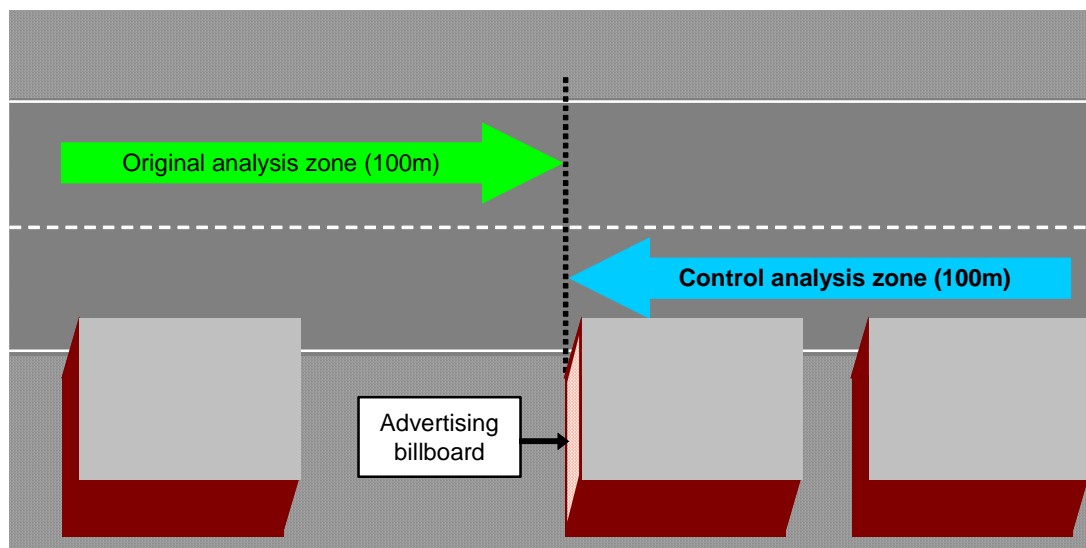 Original analysis zone (100m)
Control analysis zone (100m)
Advertising
billboard